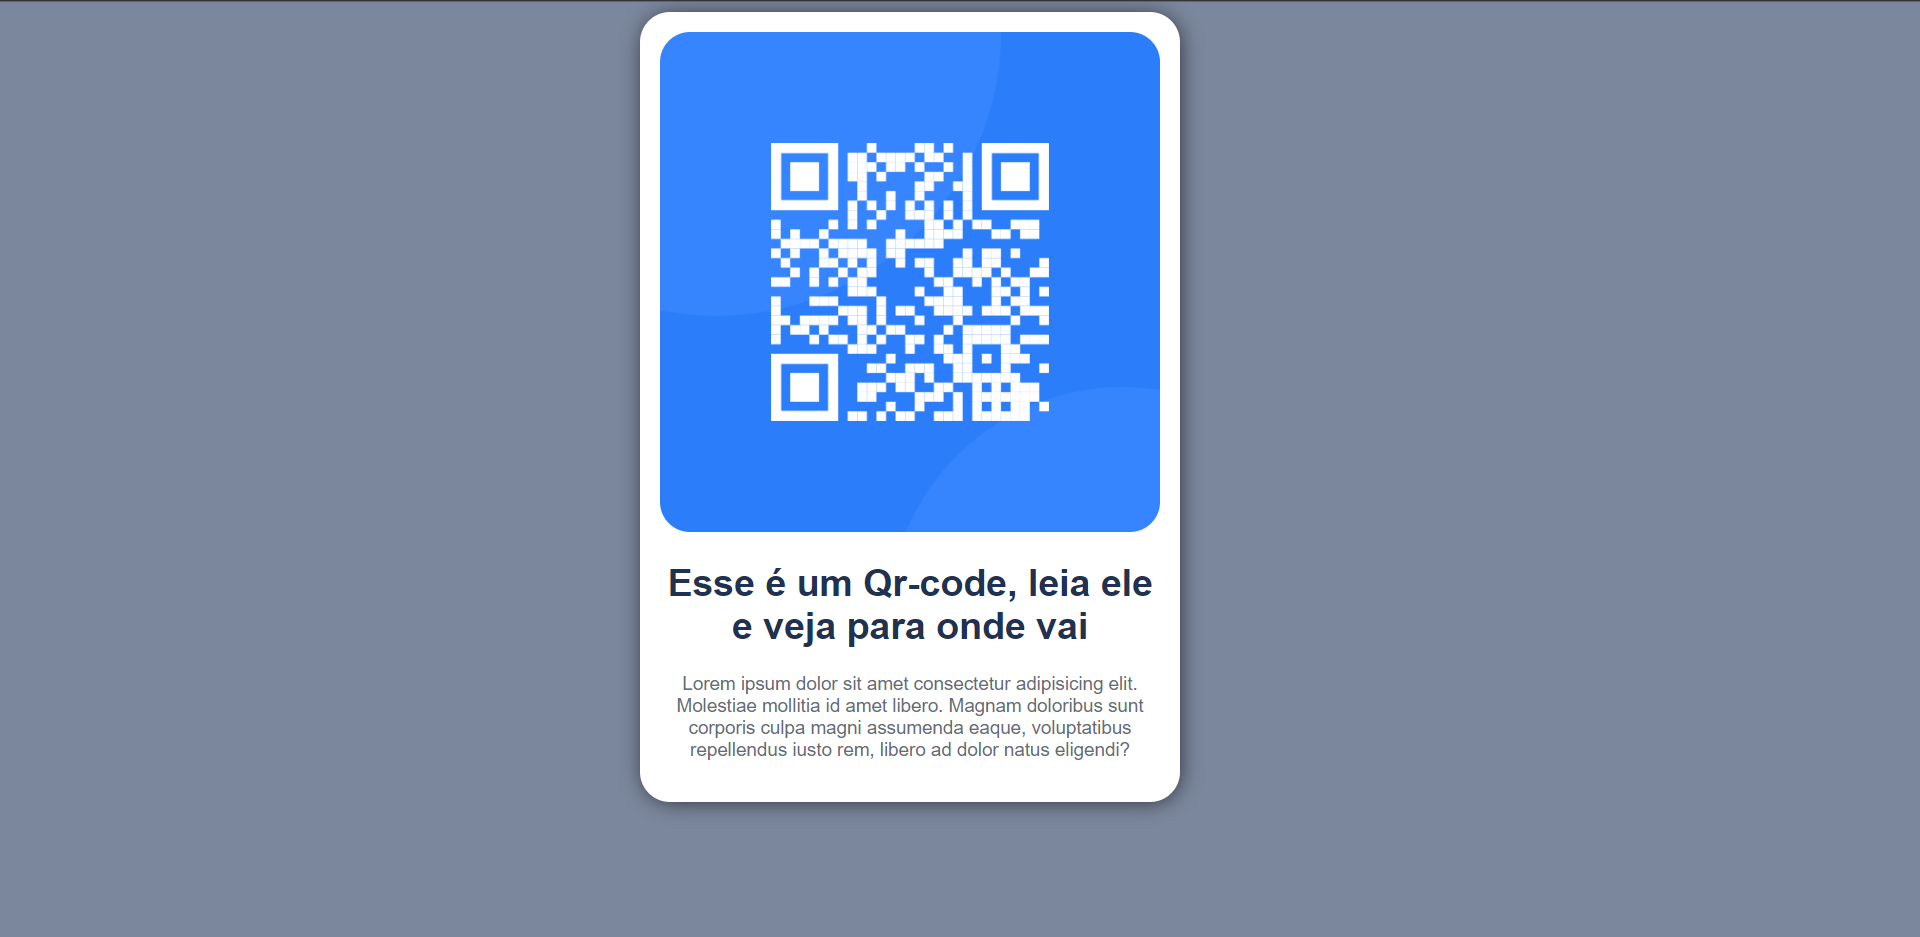 Esse é um Qr-code, leia ele
e veja para onde vai
Lorem ipsum dolor sit amet consectetur adipisicing elit.
Molestiae mollitia id amet libero. Magnam doloribus sunt
corporis culpa magni assumenda eaque, voluptatibus
repellendus iusto rem, libero ad dolor natus eligendi?